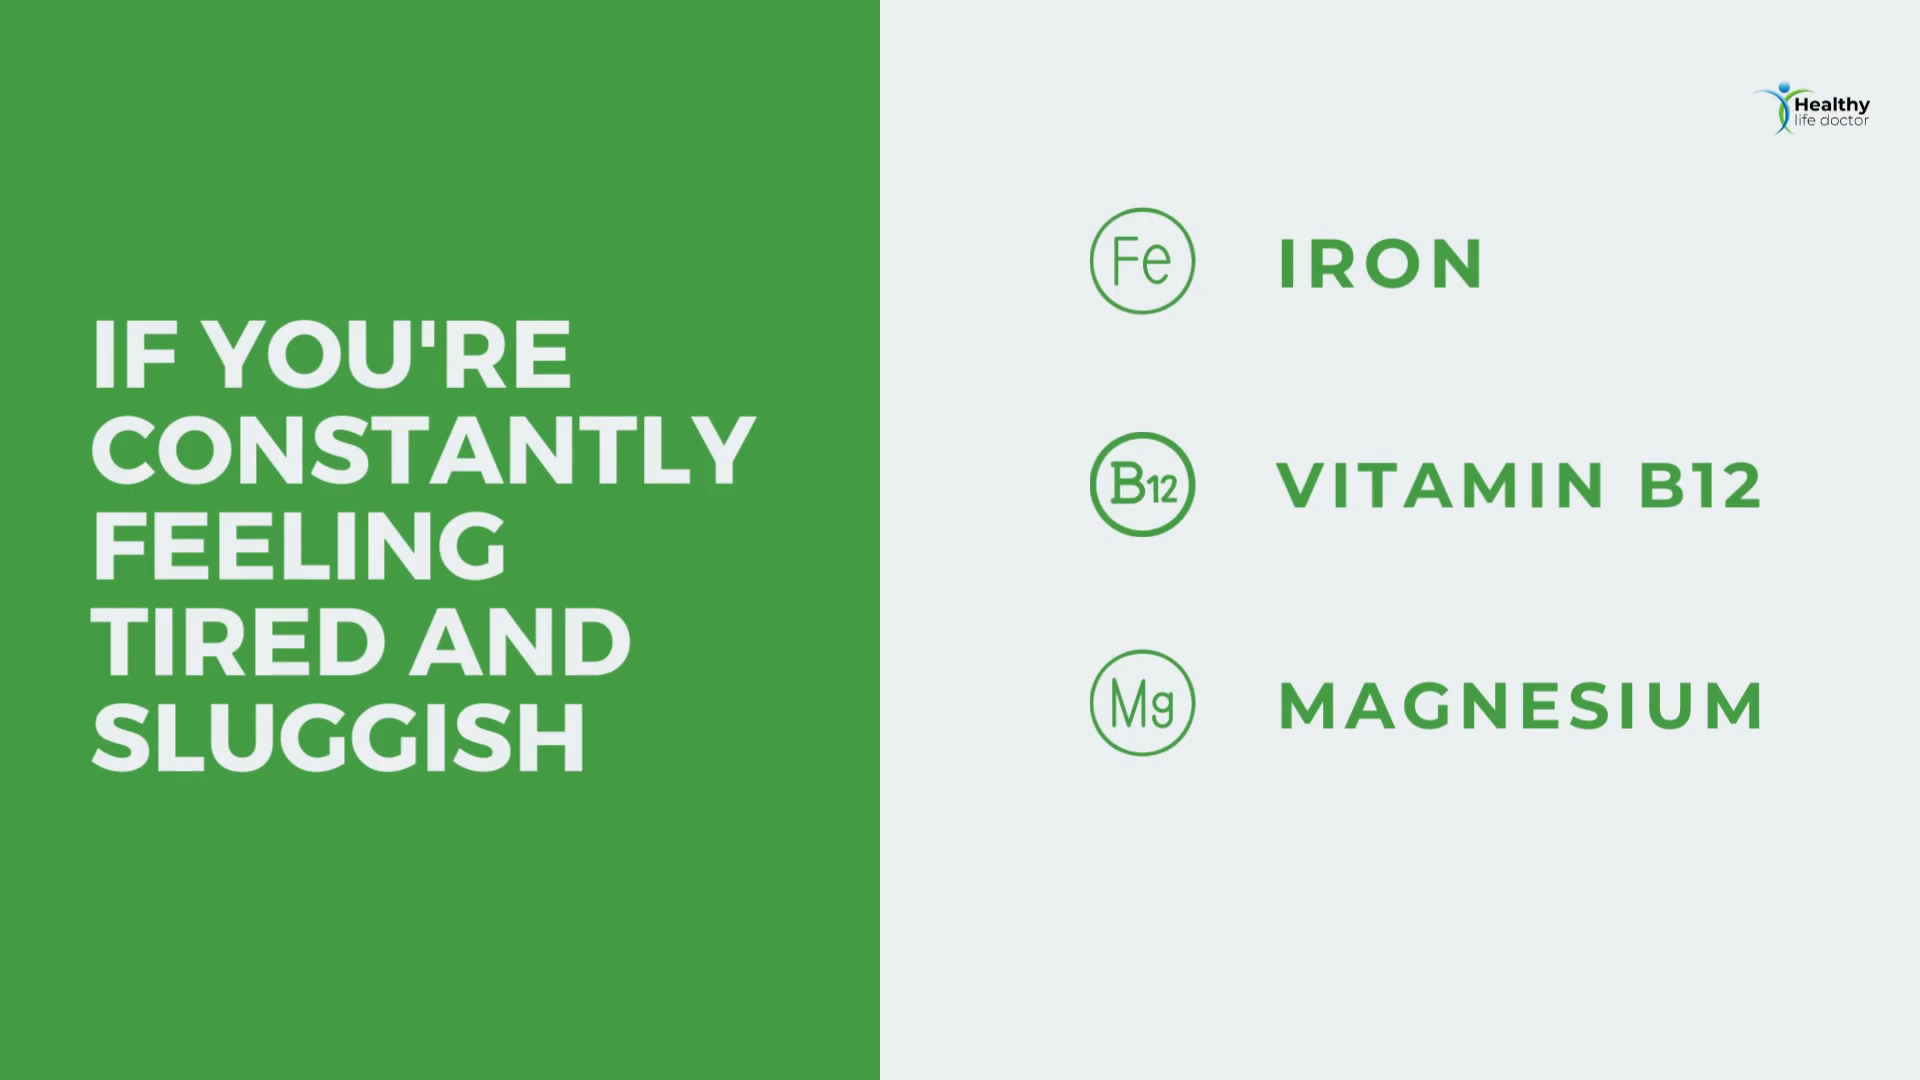 IF YOU'RE
CONSTANTLY
FEELING
TIRED AND
SLUGGISH
Healthy
life doctor
Fe IRON
B12 VITAMIN B12
Mg MAGNESIUM